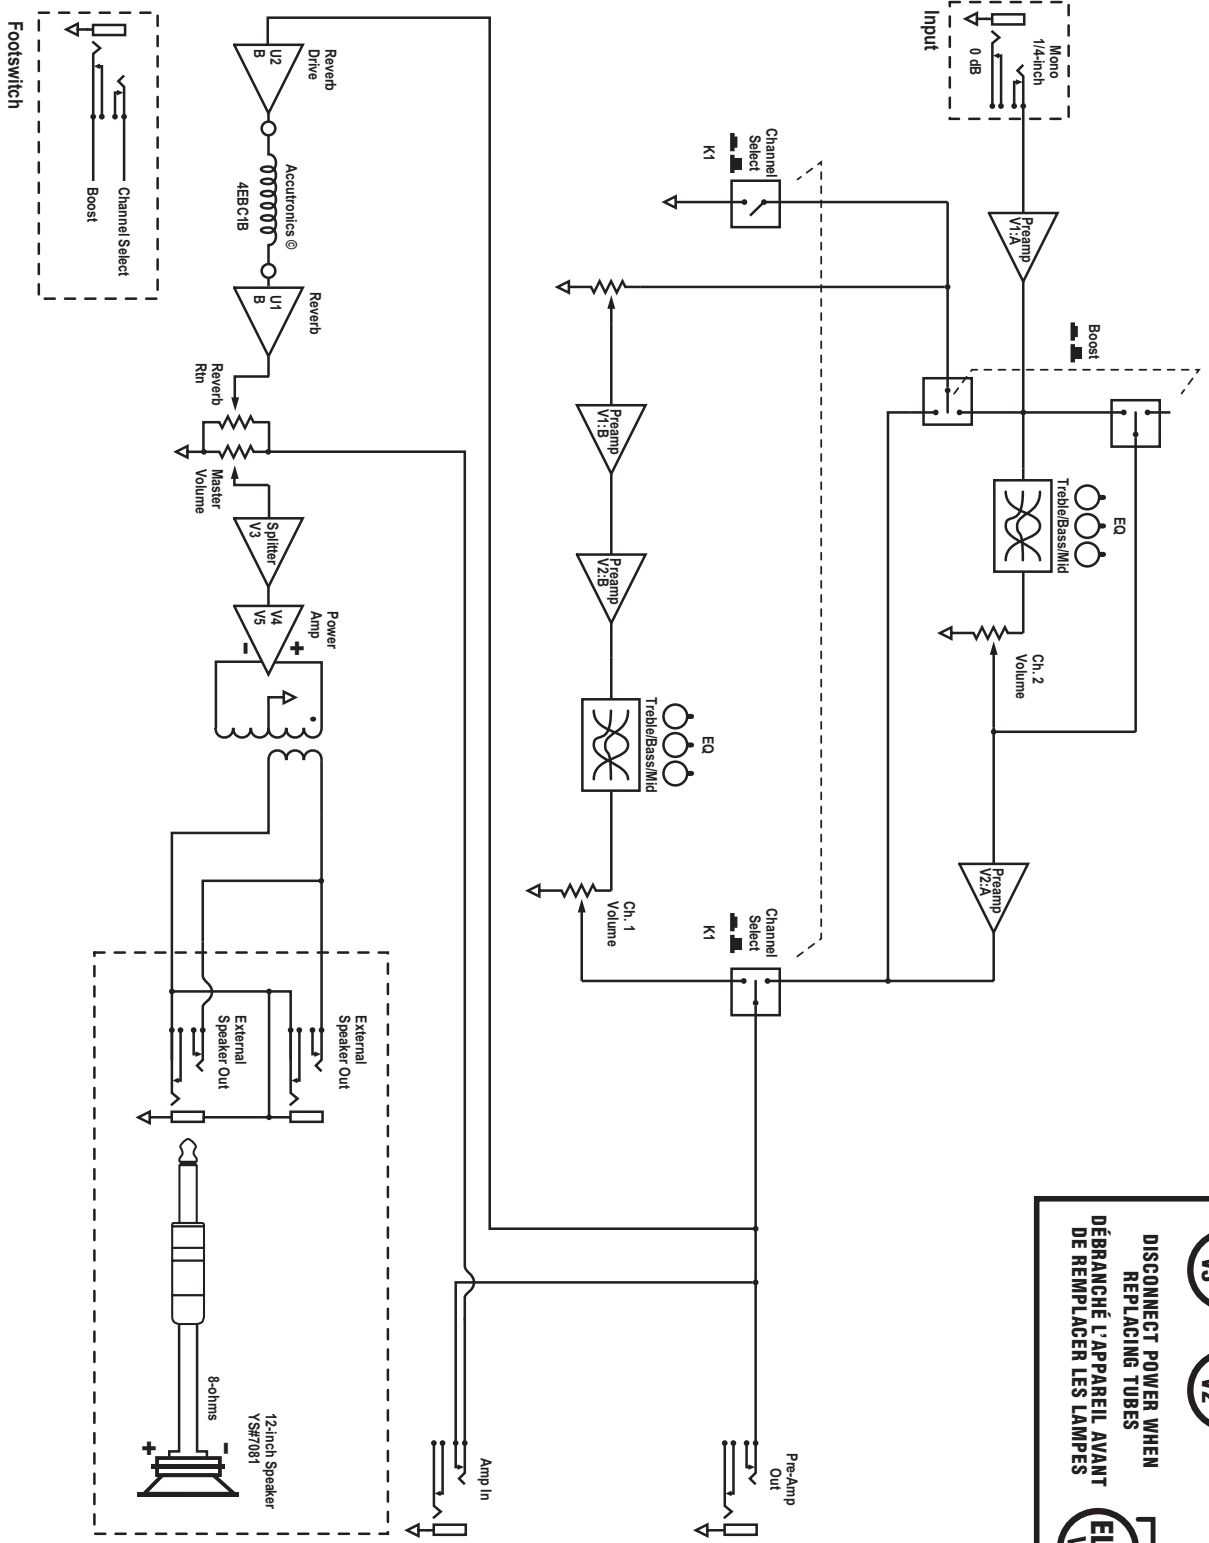 Input
Mono
1/4-inch
0 dB
Preamp
V1:A
Boost
EQ
Treble/Bass/Mid
Ch. 2
Volume
Preamp
V2:A
Channel
Select
K1
Preamp
V1:B
Preamp
V2:B
EQ
Treble/Bass/Mid
Ch. 1
Volume
Channel
Select
K1
Pre-Amp
Out
Amp In
Reverb
Drive
U2
B
Accutronics ©
4EBC1B
Reverb
U1
B
Reverb
Rtn
Master
Volume
Splitter
V3
Power
Amp
V4
V5
+
-
External
Speaker Out
External
Speaker Out
8-ohms
12-inch Speaker
YS#7081
-
+
Channel Select
Boost
Footswitch
V2
DISCONNECT POWER WHEN
REPLACING TUBES
DÉBRANCHÉ L'APPAREIL AVANT
DE REMPLACER LES LAMPES
EL